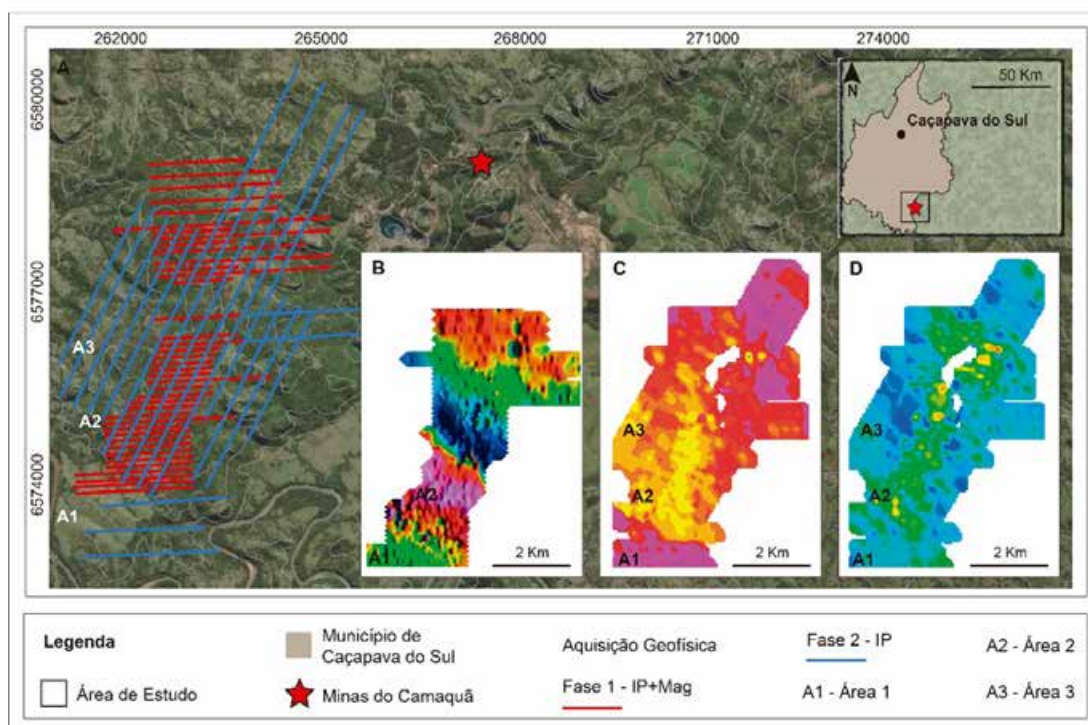 262000 265000 268000 271000 274000
6580000
6577000
6574000
A
A3
A2
A1
N
50 Km
Caçapava do Sul
B
A2
A1
2 Km
C
A3
A2
A1
2 Km
D
A3
A2
A1
2 Km
Legenda
Área de Estudo
Município de
Caçapava do Sul
Minas do Camaquã
Aquisição Geofísica
Fase 1 - IP+Mag
Fase 2 - IP
A1 - Área 1
A2 - Área 2
A3 - Área 3